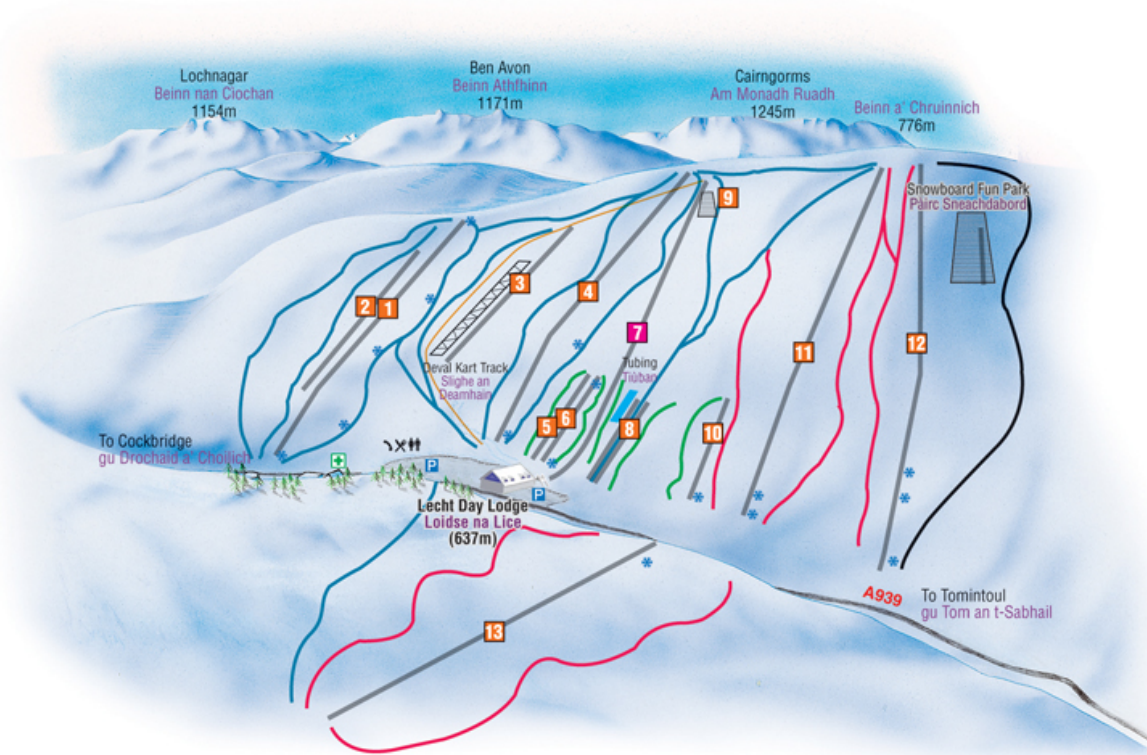 Lochnagar
Beinn nan Ciochan
1154m
Ben Avon
Beinn Athfhinn
1171m
Cairngorms
Am Monadh Ruadh
1245m
Beinn a' Chruinnich
776m
Snowboard Fun Park
Pàirc Sneachdabord
9
3
2
1
4
7
11
12
Tubing
Tiùbap
Deval Kart Track
Slighe an
Deamhain
5
6
8
10
To Cockbridge
gu Drochaid a' Choilich
P
P
Lecht Day Lodge
Loidse na Lice
(637m)
A939
To Tomintoul
gu Tom an t-Sabhail
13